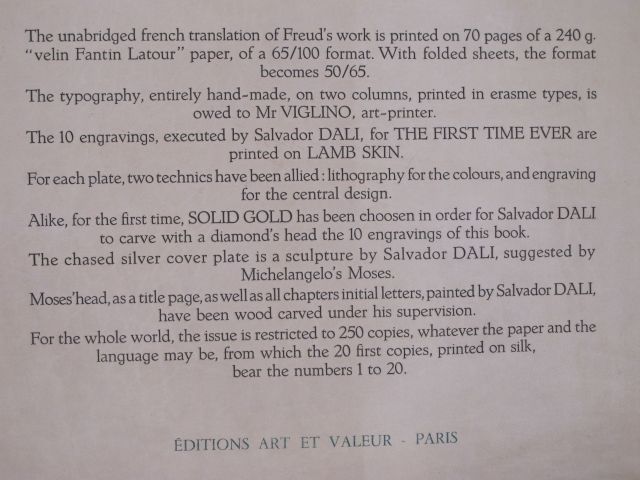 The unabridged french translation of Freud's work is printed on 70 pages of a 240 g.
"velin Fantin Latour" paper, of a 65/100 format. With folded sheets, the format
becomes 50/65.
The typography, entirely hand-made, on two columns, printed in erasme types, is
owed to Mr VIGLINO, art-printer.
The 10 engravings, executed by Salvador DALI, for THE FIRST TIME EVER are
printed on LAMB SKIN.
For each plate, two technics have been allied : lithography for the colours, and engraving
for the central design.
Alike, for the first time, SOLID GOLD has been choosen in order for Salvador DALI
to carve with a diamond's head the 10 engravings of this book.
The chased silver cover plate is a sculpture by Salvador DALI, suggested by
Michelangelo's Moses.
Moses'head, as a title page, as well as all chapters initial letters, painted by Salvador DALI,
have been wood carved under his supervision.
For the whole world, the issue is restricted to 250 copies, whatever the paper and the
language may be, from which the 20 first copies, printed on silk,
bear the numbers 1 to 20.
ÉDITIONS ART ET VALEUR - PARIS